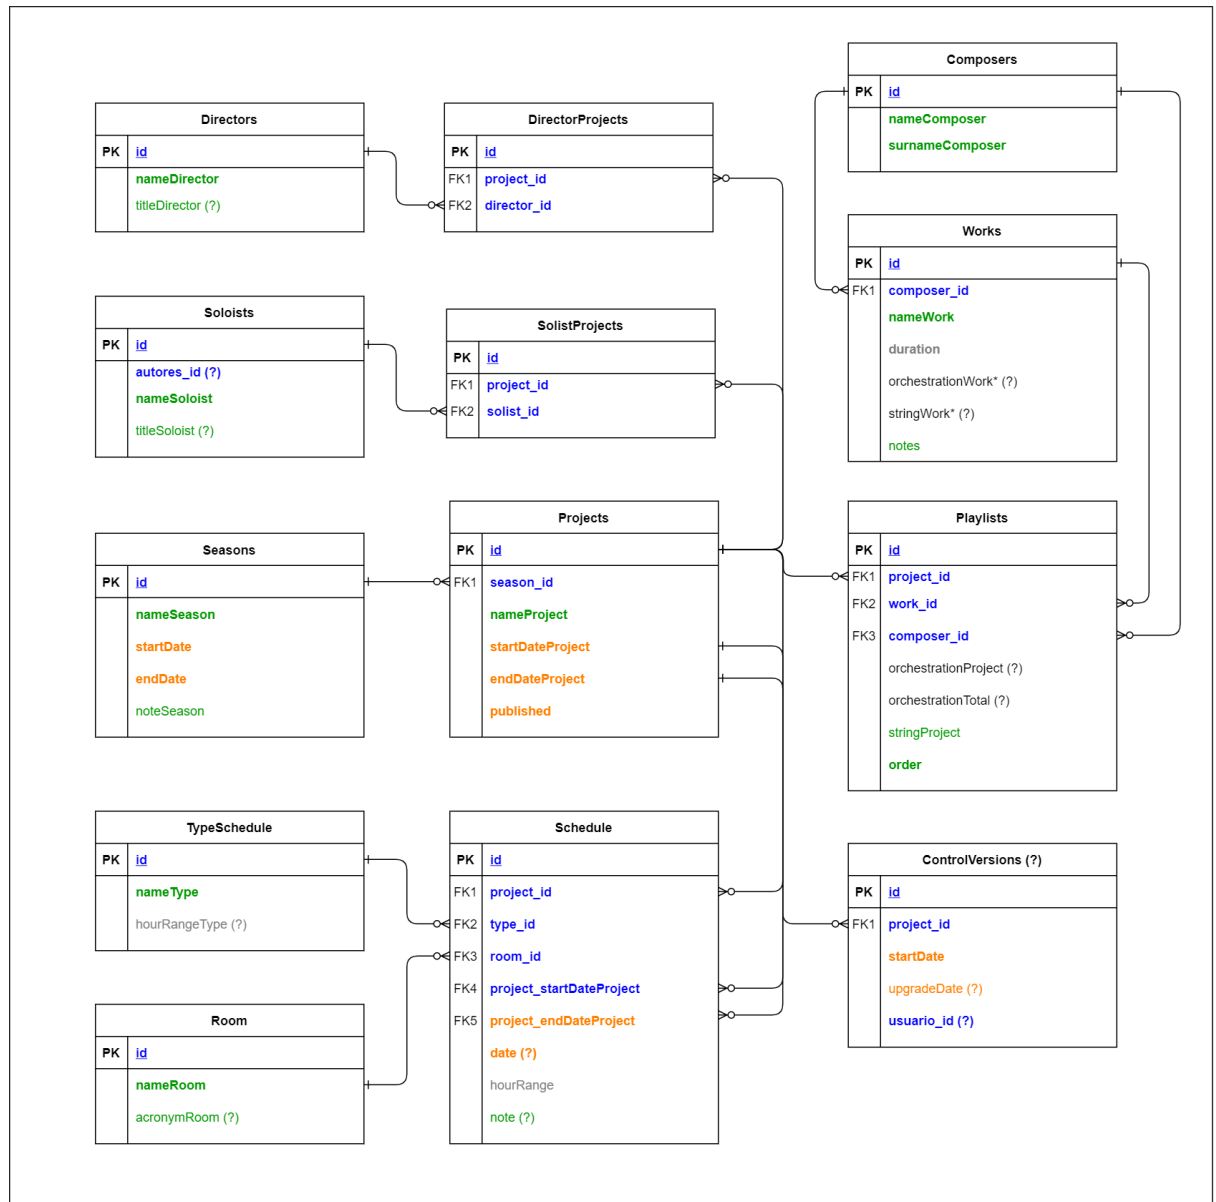 Directors
PK id
nameDirector
titleDirector (?)
DirectorProjects
PK id
FK1 project_id
FK2 director_id
Composers
PK id
nameComposer
surnameComposer
Works
PK id
FK1 composer_id
nameWork
duration
orchestrationWork* (?)
stringWork* (?)
notes
Soloists
PK id
autores_id (?)
nameSoloist
titleSoloist (?)
SolistProjects
PK id
FK1 project_id
FK2 solist_id
Seasons
PK id
nameSeason
startDate
endDate
noteSeason
Projects
PK id
FK1 season_id
nameProject
startDateProject
endDateProject
published
Playlists
PK id
FK1 project_id
FK2 work_id
FK3 composer_id
orchestrationProject (?)
orchestrationTotal (?)
stringProject
order
TypeSchedule
PK id
nameType
hourRangeType (?)
Schedule
PK id
FK1 project_id
FK2 type_id
FK3 room_id
FK4 project_startDateProject
FK5 project_endDateProject
date (?)
hourRange
note (?)
ControlVersions (?)
PK id
FK1 project_id
startDate
upgradeDate (?)
usuario_id (?)
Room
PK id
nameRoom
acronymRoom (?)